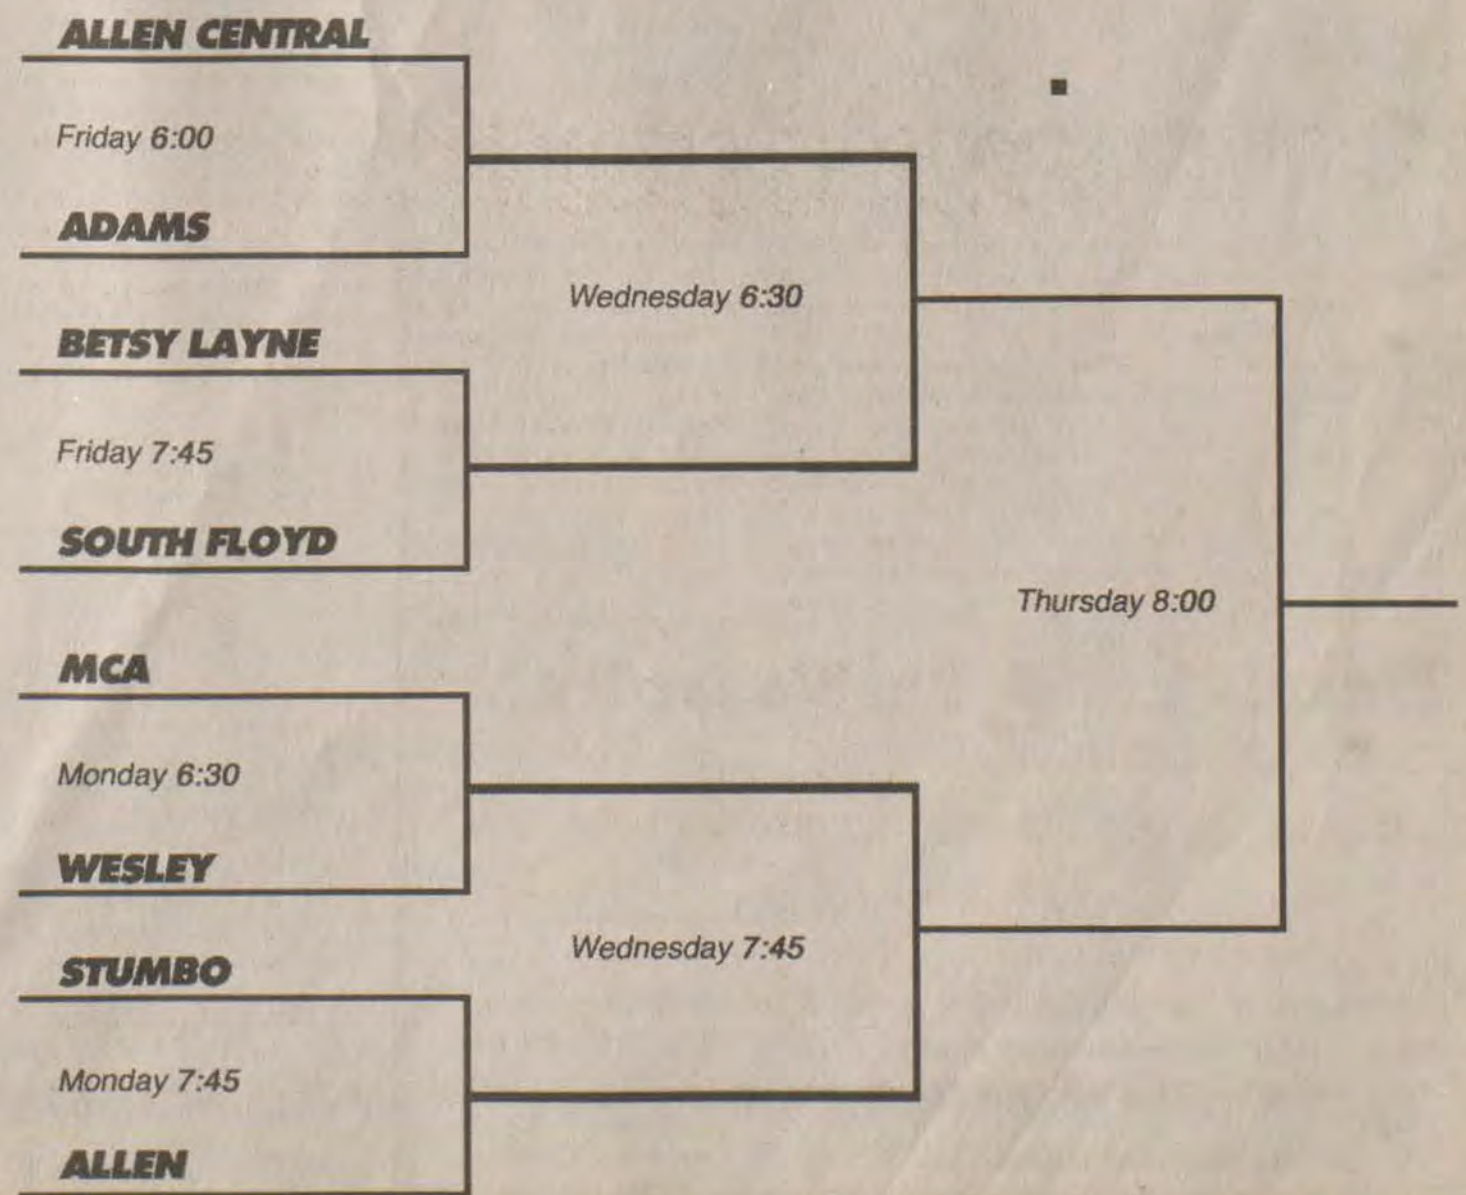 ALLEN CENTRAL
Friday 6:00
ADAMS
Wednesday 6:30
BETSY LAYNE
Friday 7:45
SOUTH FLOYD
Thursday 8:00
MCA
Monday 6:30
WESLEY
Wednesday 7:45
STUMBO
Monday 7:45
ALLEN